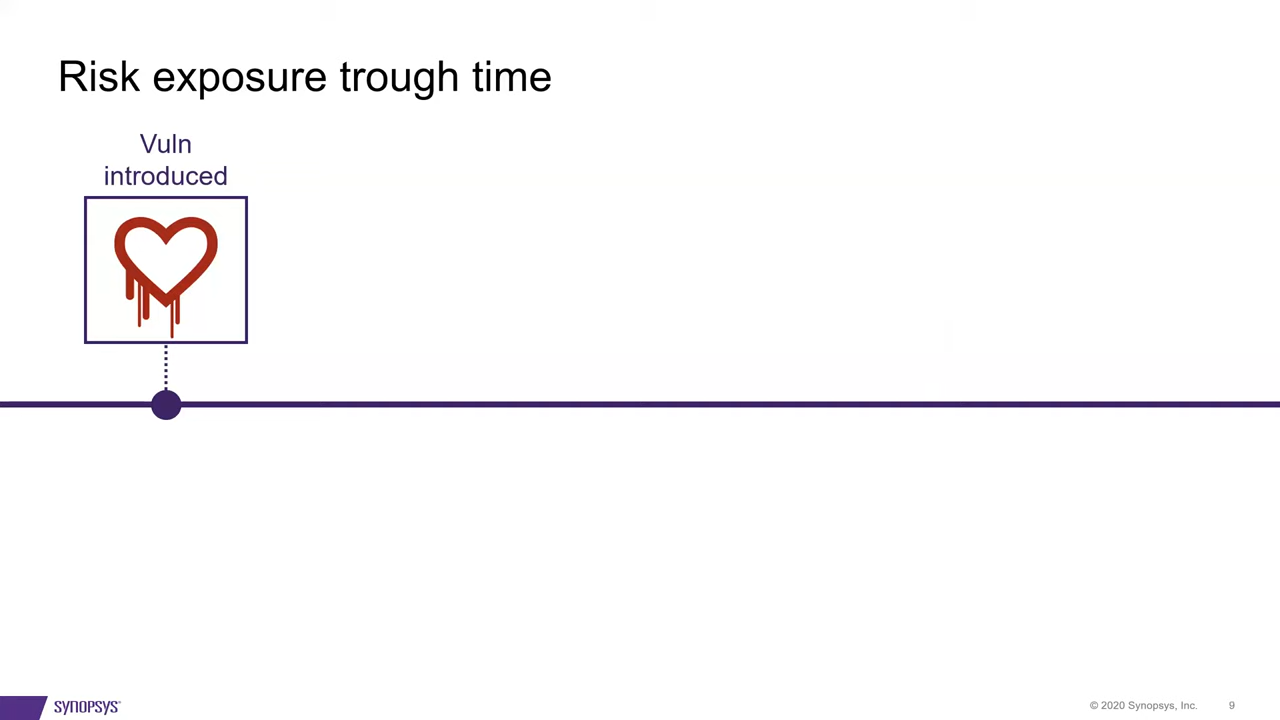 Risk exposure trough time
Vuln
introduced
SYNOPSYS®
© 2020 Synopsys, Inc. 9